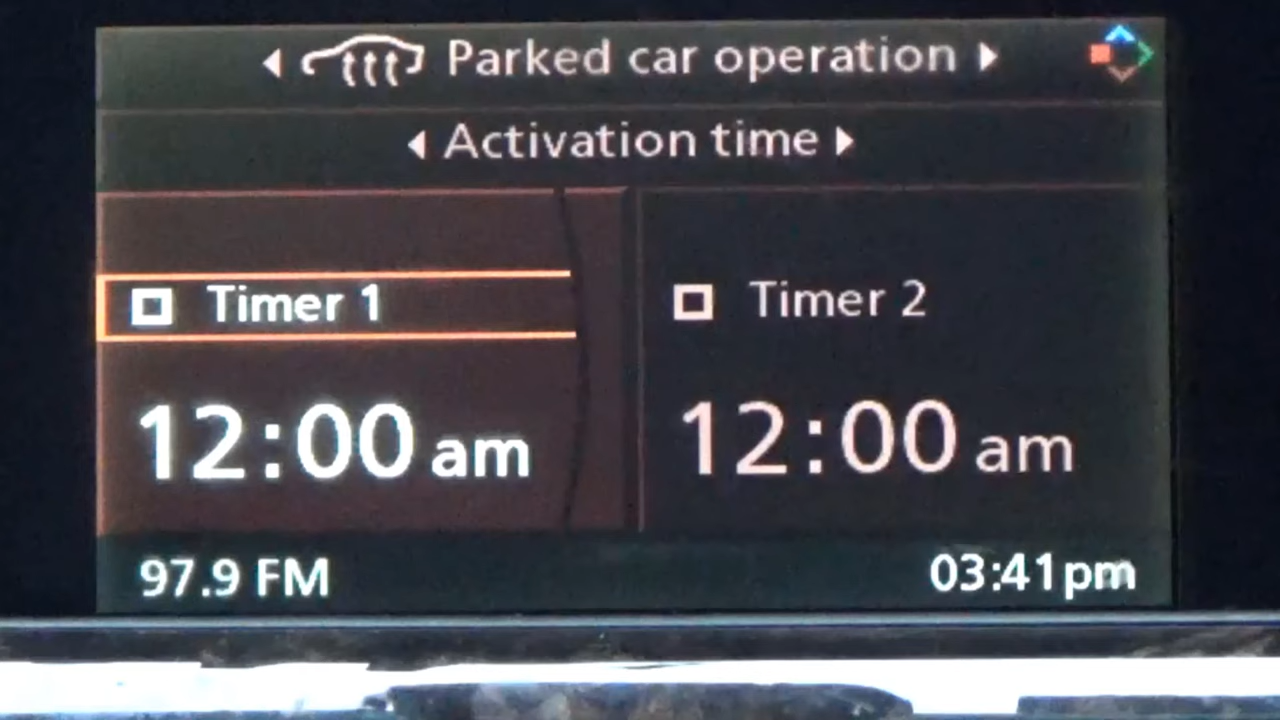 Parked car operation
Activation time
Timer 1
12:00 am
Timer 2
12:00 am
97.9 FM
03:41pm